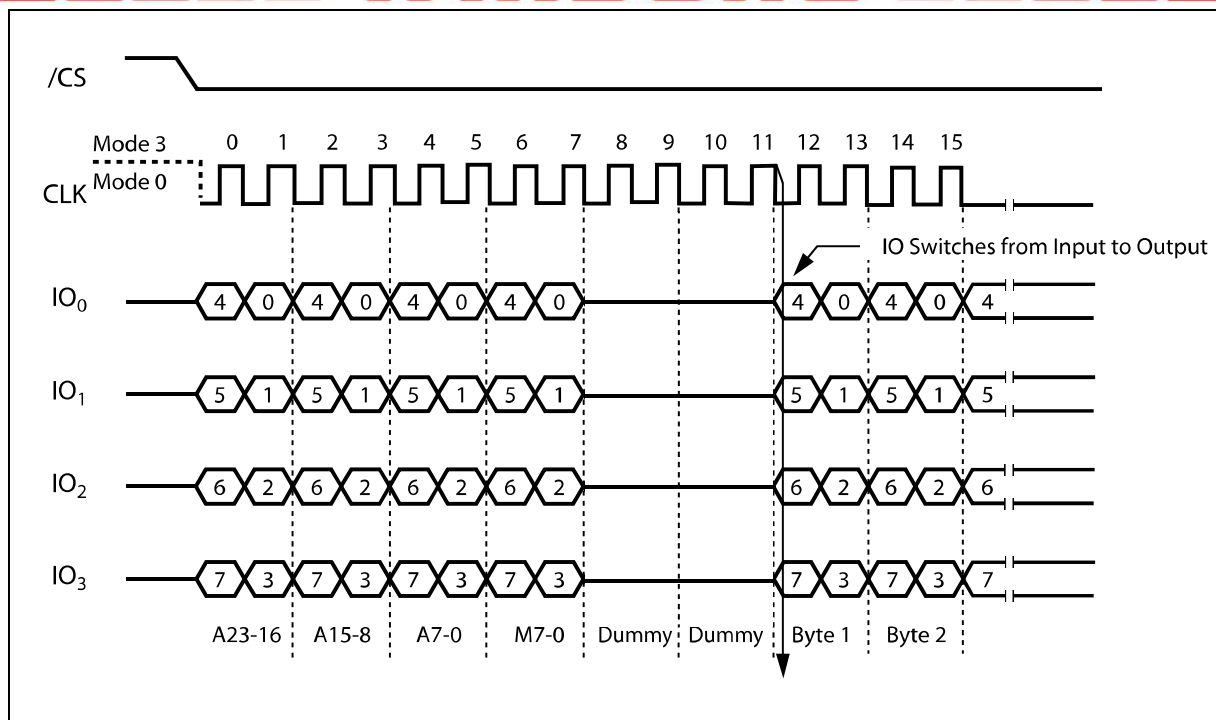 /CS
Mode 3
0 1 2 3 4 5 6 7 8 9 10 11 12 13 14 15
CLK Mode 0
IO Switches from Input to Output
IO0 4 0 4 0 4 0 4 0 4 0 4 0 4
IO1 5 1 5 1 5 1 5 1 5 1 5 1 5
IO2 6 2 6 2 6 2 6 2 6 2 6 2 6
IO3 7 3 7 3 7 3 7 3 7 3 7 3 7
A23-16 A15-8 A7-0 M7-0 Dummy Dummy Byte 1 Byte 2